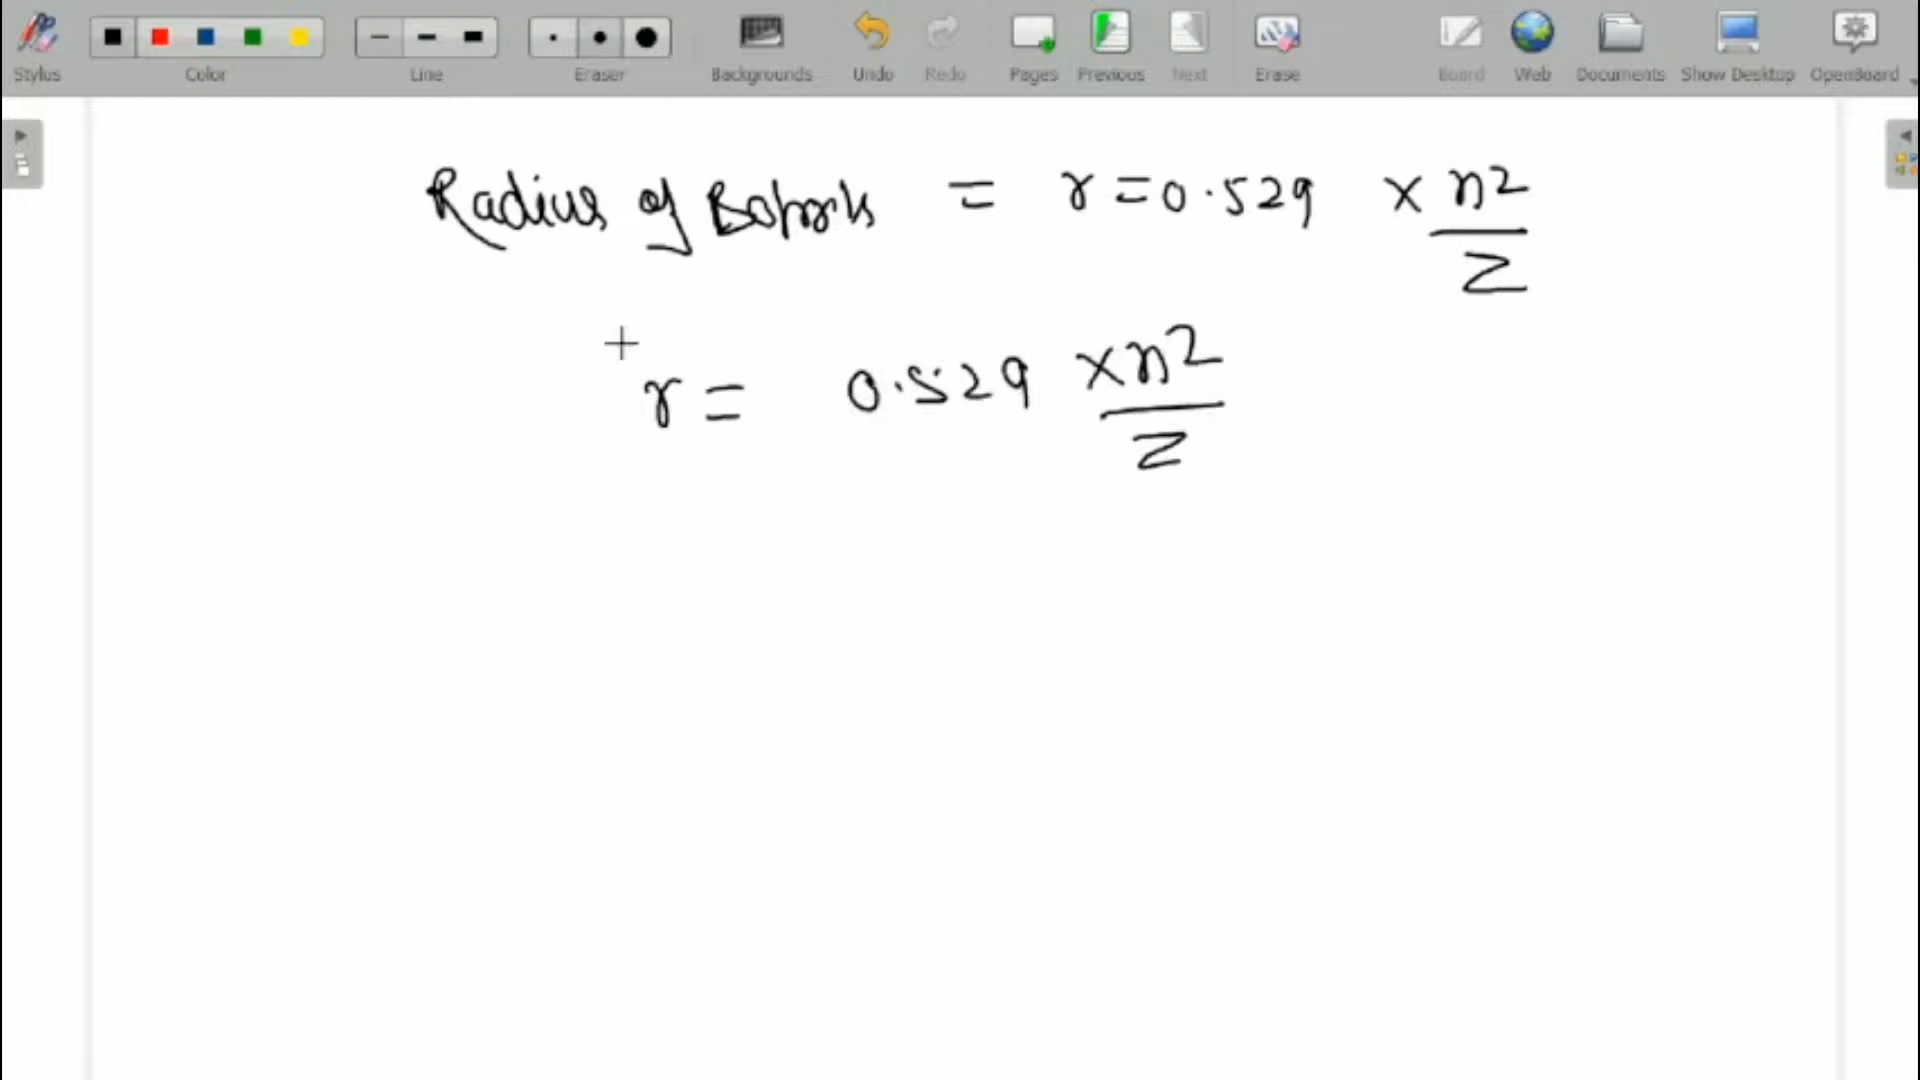 Stylus Color Line Eraser Backgrounds Undo Redo Pages Previous Next Erase Board Web Documents Show Desktop OpenBoard
Radius of = r = 0.529 × n²/Z
r = 0.529 × n²/Z